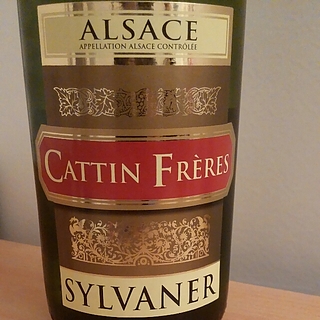 ALSACE
APPELLATION ALSACE CONTRÔLÉE
CATTIN FRÈRES
SYLVANER